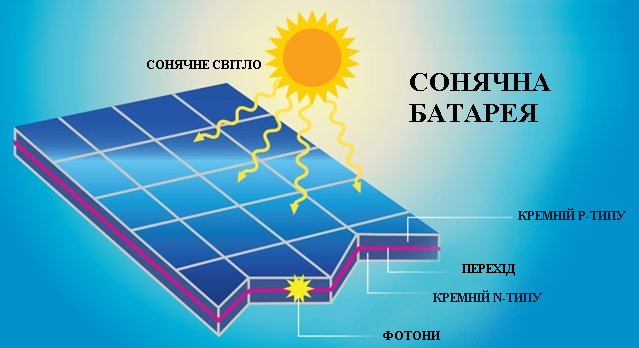 СОНЯЧНЕ СВІТЛО
СОНЯЧНА
БАТАРЕЯ
КРЕМНІЙ Р-ТИПУ
ПЕРЕХІД
КРЕМНІЙ N-ТИПУ
ФОТОНИ